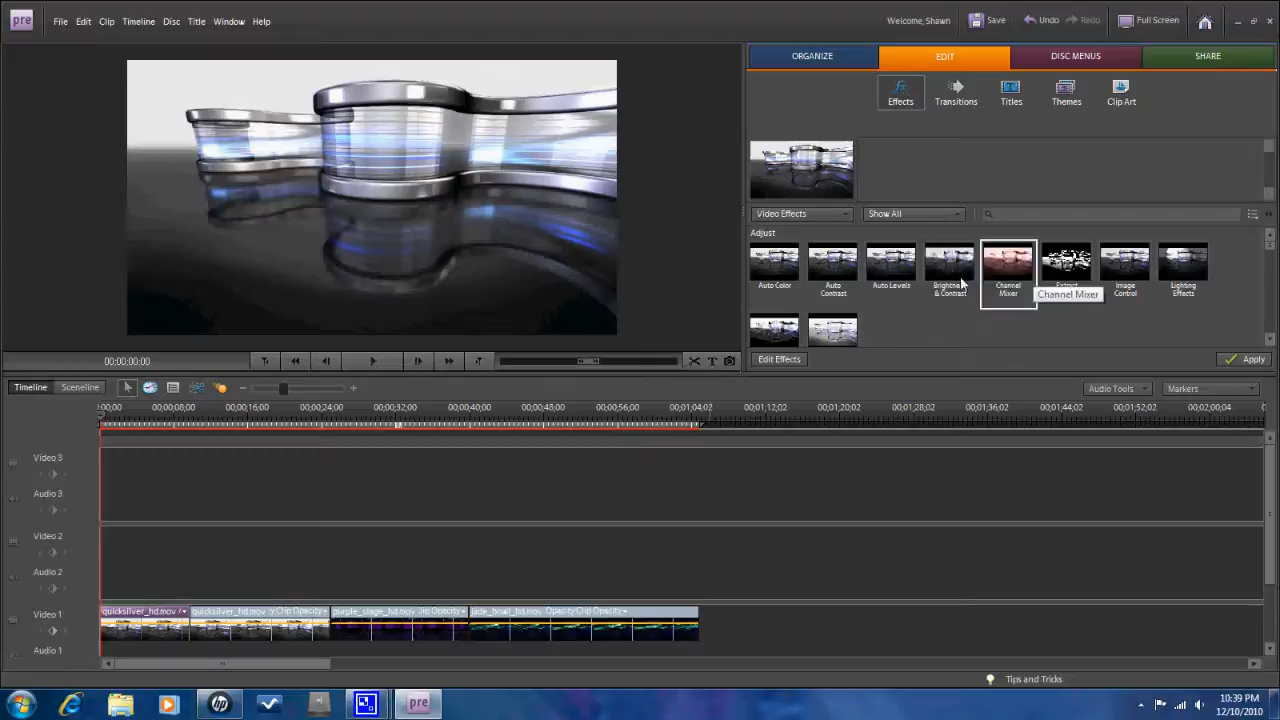 pre File Edit Clip Timeline Disc Title Window Help Welcome, Shawn Save Undo Redo Full Screen
ORGANIZE EDIT DISC MENUS SHARE
Effects Transitions Titles Themes Clip Art
Video Effects Show All
Adjust
Auto Color Auto Contrast Auto Levels Brightness & Contrast Channel Mixer Extract Image Control Lighting Effects
Channel Mixer
00;00;00;00 T
Edit Effects Apply
Timeline Sceneline Audio Tools Markers
;00;00 00;00;08;00 00;00;16;00 00;00;24;00 00;00;32;00 00;00;40;00 00;00;48;00 00;00;56;00 00;01;04;02 00;01;12;02 00;01;20;02 00;01;28;02 00;01;36;02 00;01;44;02 00;01;52;02 00;02;00;04
Video 3
Audio 3
Video 2
Audio 2
Video 1 quicksilver_hd.mov quicksilver_hd.mov y:Clip Opacity purple_stage_hd.mov Clip Opacity jade_bowl_hd.mov Opacity:Clip Opacity
Audio 1
Tips and Tricks
hp pre 10:39 PM
12/10/2010